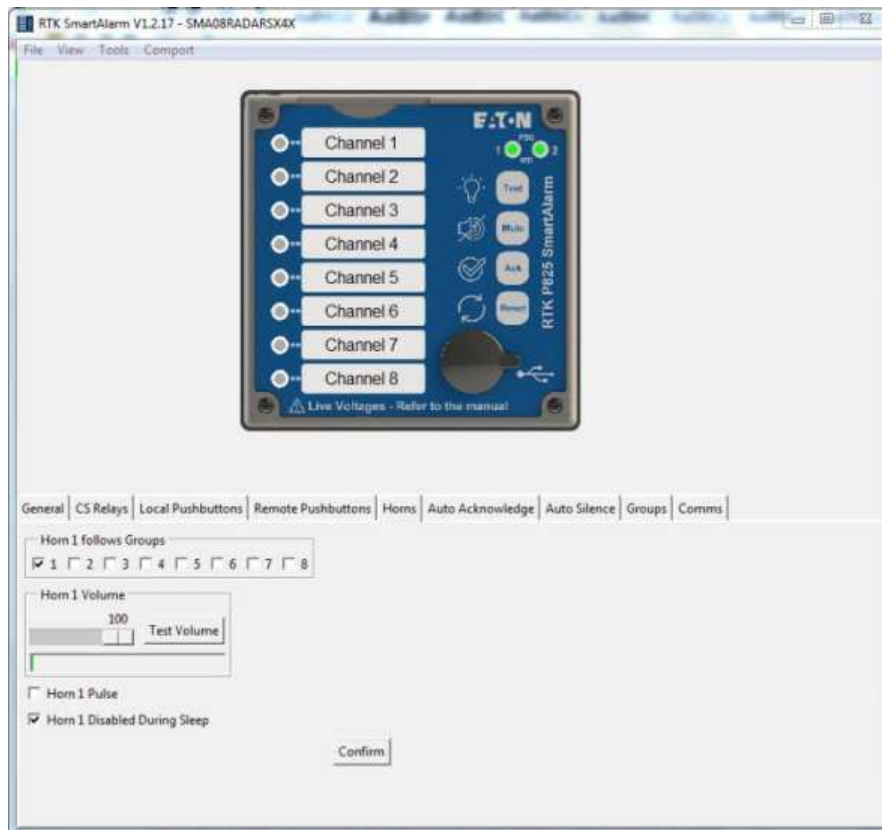 RTK SmartAlarm V1.2.17 - SMA08RADARSX4X
File View Tools Comport
EATON
PSU
1 2
Channel 1
Channel 2
Channel 3
Channel 4
Channel 5
Channel 6
Channel 7
Channel 8
Test
Mute
Ack
Reset
RTK P825 SmartAlarm
Live Voltages - Refer to the manual
General CS Relays Local Pushbuttons Remote Pushbuttons Horns Auto Acknowledge Auto Silence Groups Comms
Horn 1 follows Groups
1 2 3 4 5 6 7 8
Horn 1 Volume
100
Test Volume
Horn 1 Pulse
Horn 1 Disabled During Sleep
Confirm